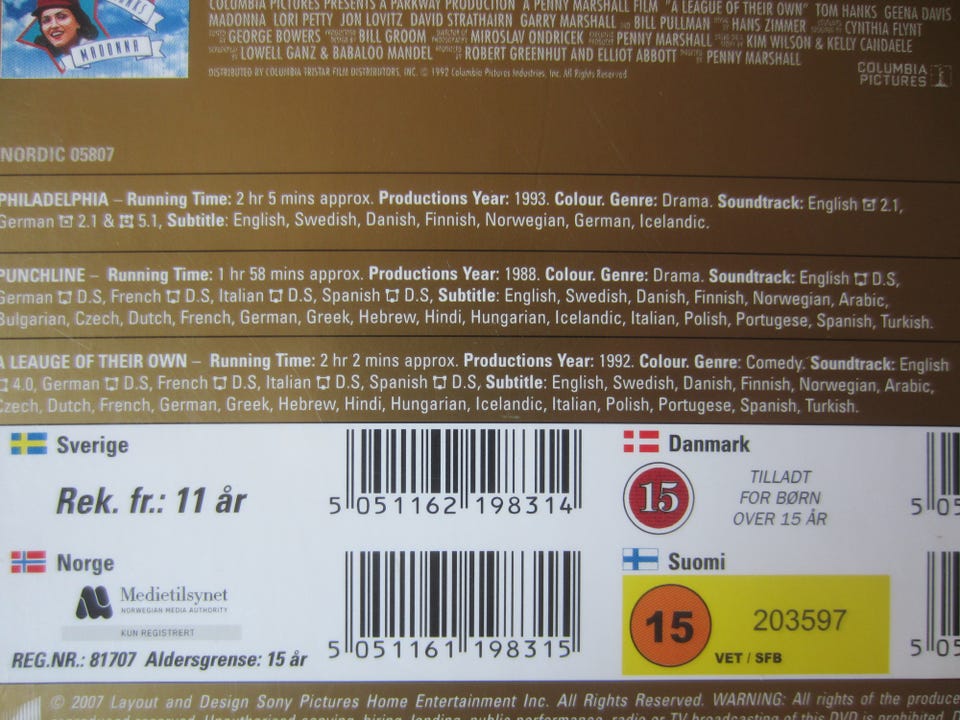 COLUMBIA PICTURES PRESENTS A PARKWAY PRODUCTION A PENNY MARSHALL FILM "A LEAGUE OF THEIR OWN" TOM HANKS GEENA DAVIS
MADONNA LORI PETTY JON LOVITZ DAVID STRATHAIRN GARRY MARSHALL AND BILL PULLMAN HANS ZIMMER CYNTHIA FLYNT
GEORGE BOWERS BILL GROOM MIROSLAV ONDRICEK PENNY MARSHALL KIM WILSON & KELLY CANDAELE
LOWELL GANZ & BABALOO MANDEL ROBERT GREENHUT AND ELLIOT ABBOTT PENNY MARSHALL
DISTRIBUTED BY COLUMBIA TRISTAR FILM DISTRIBUTORS, INC. © 1992 Columbia Pictures Industries, Inc. All Rights Reserved.
MADONNA
COLUMBIA
PICTURES
NORDIC 05807
PHILADELPHIA – Running Time: 2 hr 5 mins approx. Productions Year: 1993. Colour. Genre: Drama. Soundtrack: English 2.1,
German 2.1 & 5.1, Subtitle: English, Swedish, Danish, Finnish, Norwegian, German, Icelandic.
PUNCHLINE – Running Time: 1 hr 58 mins approx. Productions Year: 1988. Colour. Genre: Drama. Soundtrack: English D.S,
German D.S, French D.S, Italian D.S, Spanish D.S, Subtitle: English, Swedish, Danish, Finnish, Norwegian, Arabic,
Bulgarian, Czech, Dutch, French, German, Greek, Hebrew, Hindi, Hungarian, Icelandic, Italian, Polish, Portugese, Spanish, Turkish.
A LEAUGE OF THEIR OWN – Running Time: 2 hr 2 mins approx. Productions Year: 1992. Colour. Genre: Comedy. Soundtrack: English
4.0, German D.S, French D.S, Italian D.S, Spanish D.S, Subtitle: English, Swedish, Danish, Finnish, Norwegian, Arabic,
Czech, Dutch, French, German, Greek, Hebrew, Hindi, Hungarian, Icelandic, Italian, Polish, Portugese, Spanish, Turkish.
Sverige
Rek. fr.: 11 år
5 051162 198314
Danmark
15
TILLADT
FOR BØRN
OVER 15 ÅR
5 05
Norge
Medietilsynet
NORWEGIAN MEDIA AUTHORITY
KUN REGISTRERT
REG.NR.: 81707 Aldersgrense: 15 år
5 051161 198315
Suomi
15
203597
VET / SFB
5 05
© 2007 Layout and Design Sony Pictures Home Entertainment Inc. All Rights Reserved. WARNING: All rights of the produce